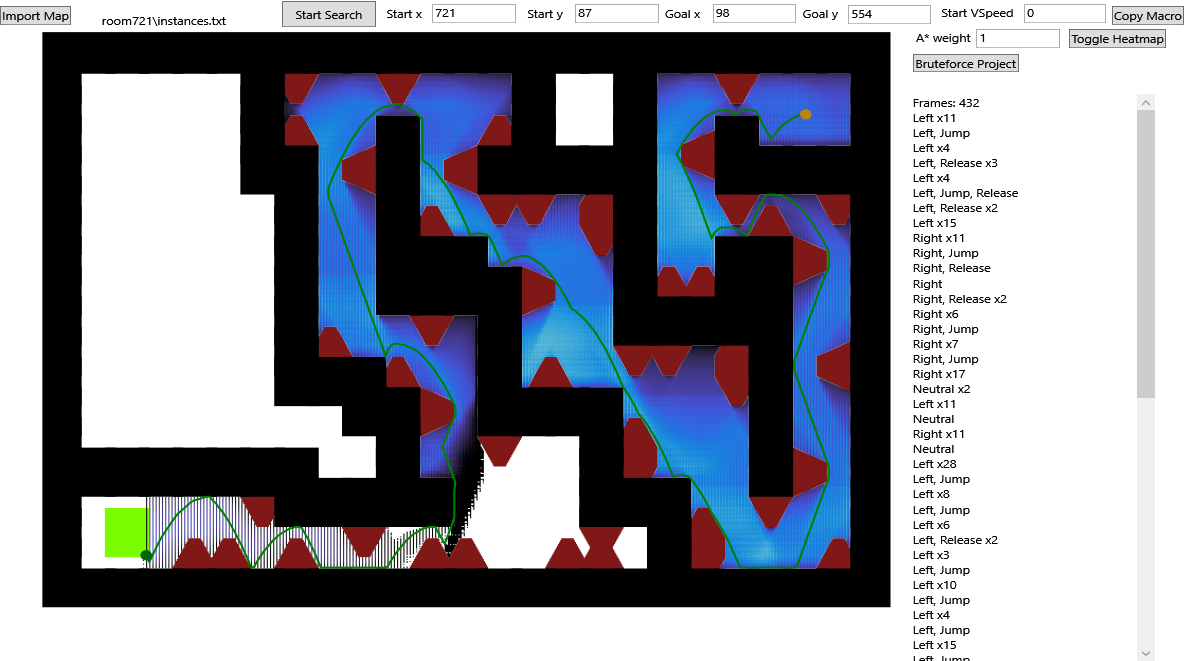 Import Map room721\instances.txt Start Search Start x 721 Start y 87 Goal x 98 Goal y 554 Start VSpeed 0 Copy Macro
A* weight 1 Toggle Heatmap
Bruteforce Project
Frames: 432
Left x11
Left, Jump
Left x4
Left, Release x3
Left x4
Left, Jump, Release
Left, Release x2
Left x15
Right x11
Right, Jump
Right, Release
Right
Right, Release x2
Right x6
Right, Jump
Right x7
Right, Jump
Right x17
Neutral x2
Left x11
Neutral
Right x11
Neutral
Left x28
Left, Jump
Left x8
Left, Jump
Left x6
Left, Release x2
Left x3
Left, Jump
Left x10
Left, Jump
Left x4
Left, Jump
Left x15
Left, Jump